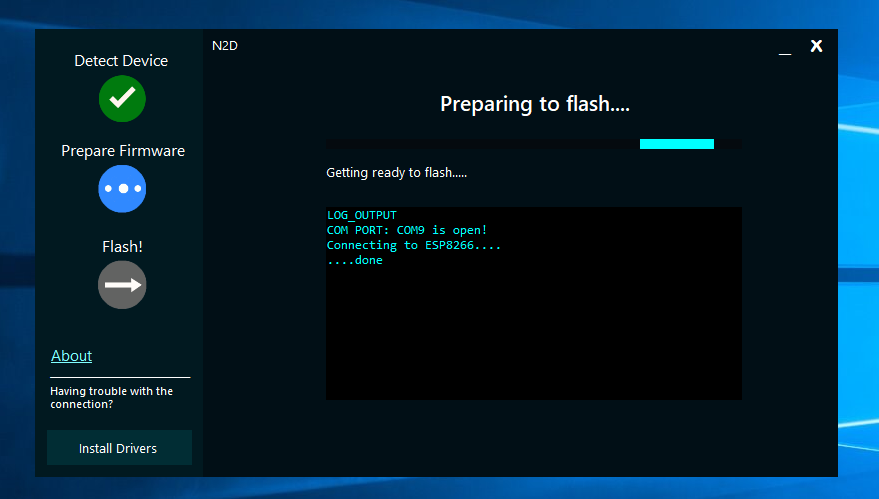 N2D
_ X
Detect Device
Prepare Firmware
Flash!
About
Having trouble with the
connection?
Install Drivers
Preparing to flash....
Getting ready to flash.....
LOG_OUTPUT
COM PORT: COM9 is open!
Connecting to ESP8266....
....done